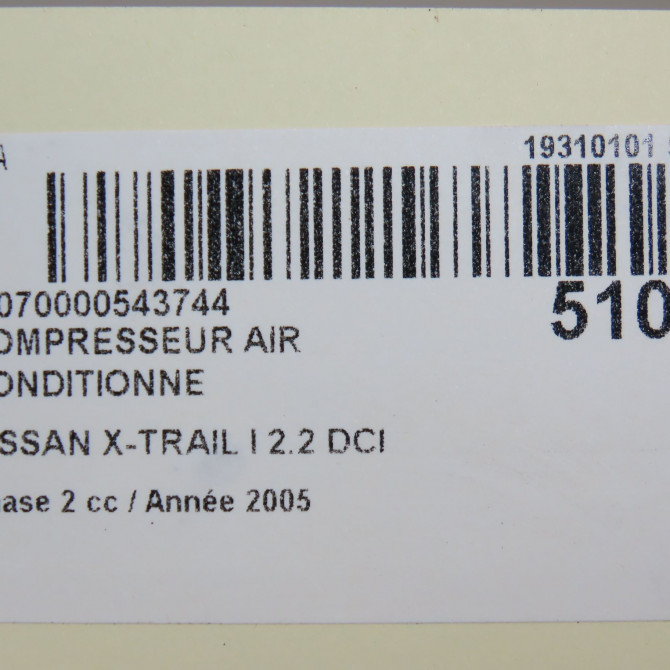 A 19310101
070000543744 510
OMPRESSEUR AIR
ONDITIONNE
SSAN X-TRAIL I 2.2 DCI
ase 2 cc / Année 2005